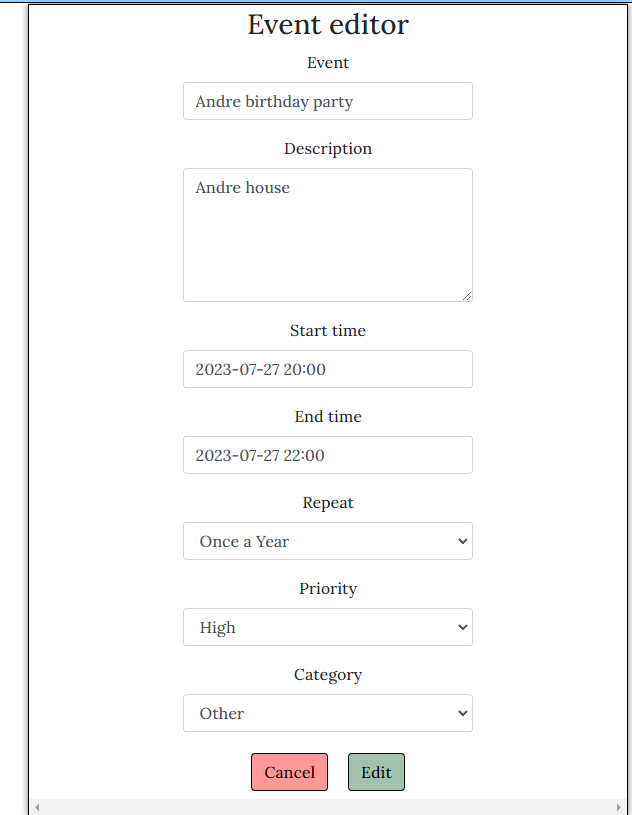 Event editor
Event
Andre birthday party
Description
Andre house
Start time
2023-07-27 20:00
End time
2023-07-27 22:00
Repeat
Once a Year
Priority
High
Category
Other
Cancel Edit